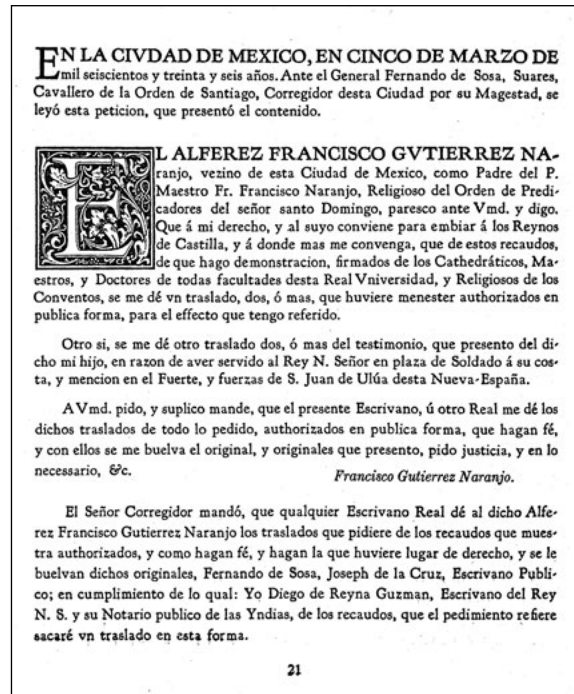 EN LA CIVDAD DE MEXICO, EN CINCO DE MARZO DE
mil seiscientos y treinta y seis años. Ante el General Fernando de Sosa, Suares,
Cavallero de la Orden de Santiago, Corregidor desta Ciudad por su Magestad, se
leyó esta peticion, que presentó el contenido.
EL ALFEREZ FRANCISCO GVTIERREZ NA-
ranjo, vezino de esta Ciudad de Mexico, como Padre del P.
Maestro Fr. Francisco Naranjo, Religioso del Orden de Predi-
cadores del señor santo Domingo, paresco ante Vmd. y digo.
Que á mi derecho, y al suyo conviene para embiar á los Reynos
de Castilla, y á donde mas me convenga, que de estos recaudos,
de que hago demonstracion, firmados de los Cathedráticos, Ma-
estros, y Doctores de todas facultades desta Real Vniversidad, y Religiosos de los
Conventos, se me dé vn traslado, dos, ó mas, que huviere menester authorizados en
publica forma, para el effecto que tengo referido.
Otro si, se me dé otro traslado dos, ó mas del testimonio, que presento del di-
cho mi hijo, en razon de aver servido al Rey N. Señor en plaza de Soldado á su cos-
ta, y mencion en el Fuerte, y fuerzas de S. Juan de Ulúa desta Nueva-España.
A Vmd. pido, y suplico mande, que el presente Escrivano, ú otro Real me dé los
dichos traslados de todo lo pedido, authorizados en publica forma, que hagan fé,
y con ellos se me buelva el original, y originales que presento, pido justicia, y en lo
necessario, &c.
Francisco Gutierrez Naranjo.
El Señor Corregidor mandó, que qualquier Escrivano Real dé al dicho Alfe-
rez Francisco Gutierrez Naranjo los traslados que pidiere de los recaudos que mues-
tra authorizados, y como hagan fé, y hagan la que huviere lugar de derecho, y se le
buelvan dichos originales, Fernando de Sosa, Joseph de la Cruz, Escrivano Publi-
co; en cumplimiento de lo qual: Yo Diego de Reyna Guzman, Escrivano del Rey
N. S. y su Notario publico de las Yndias, de los recaudos, que el pedimento refiere
sacaré vn traslado en esta forma.
21